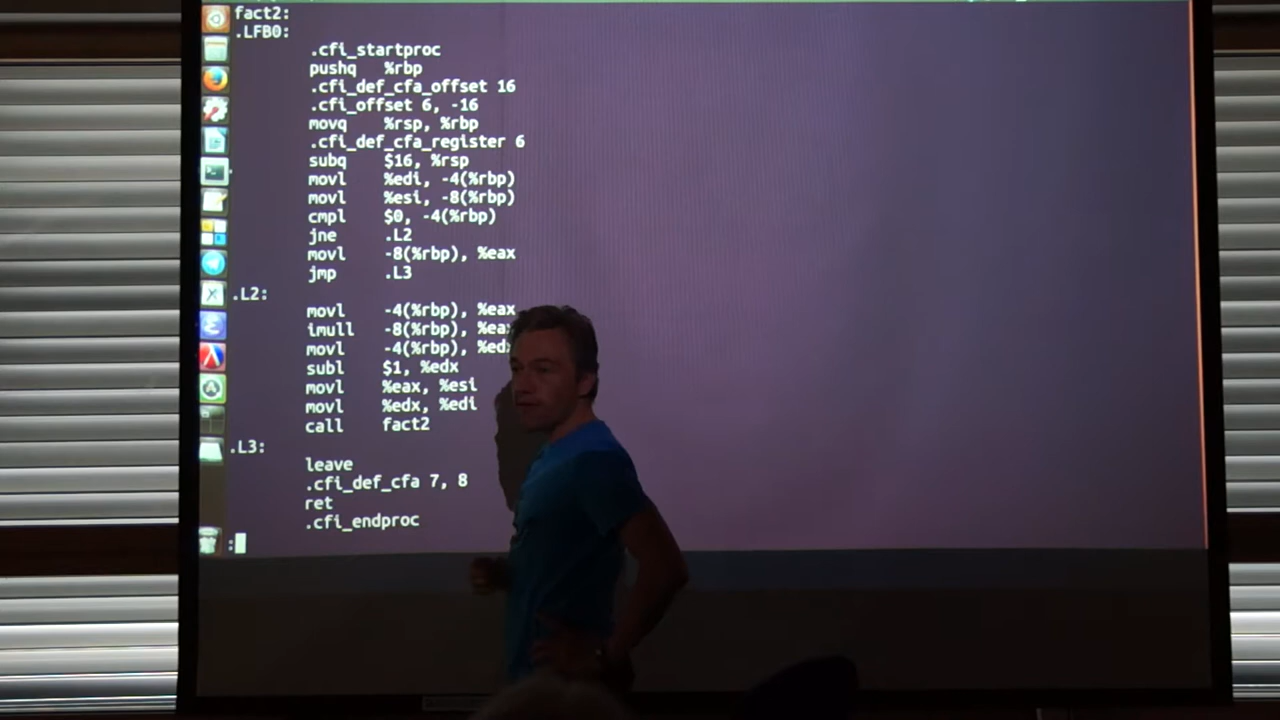 fact2:
.LFB0:
.cfi_startproc
pushq %rbp
.cfi_def_cfa_offset 16
.cfi_offset 6, -16
movq %rsp, %rbp
.cfi_def_cfa_register 6
subq $16, %rsp
movl %edi, -4(%rbp)
movl %esi, -8(%rbp)
cmpl $0, -4(%rbp)
jne .L2
movl -8(%rbp), %eax
jmp .L3
.L2:
movl -4(%rbp), %eax
imull -8(%rbp), %eax
movl -4(%rbp), %edx
subl $1, %edx
movl %eax, %esi
movl %edx, %edi
call fact2
.L3:
leave
.cfi_def_cfa 7, 8
ret
.cfi_endproc
: